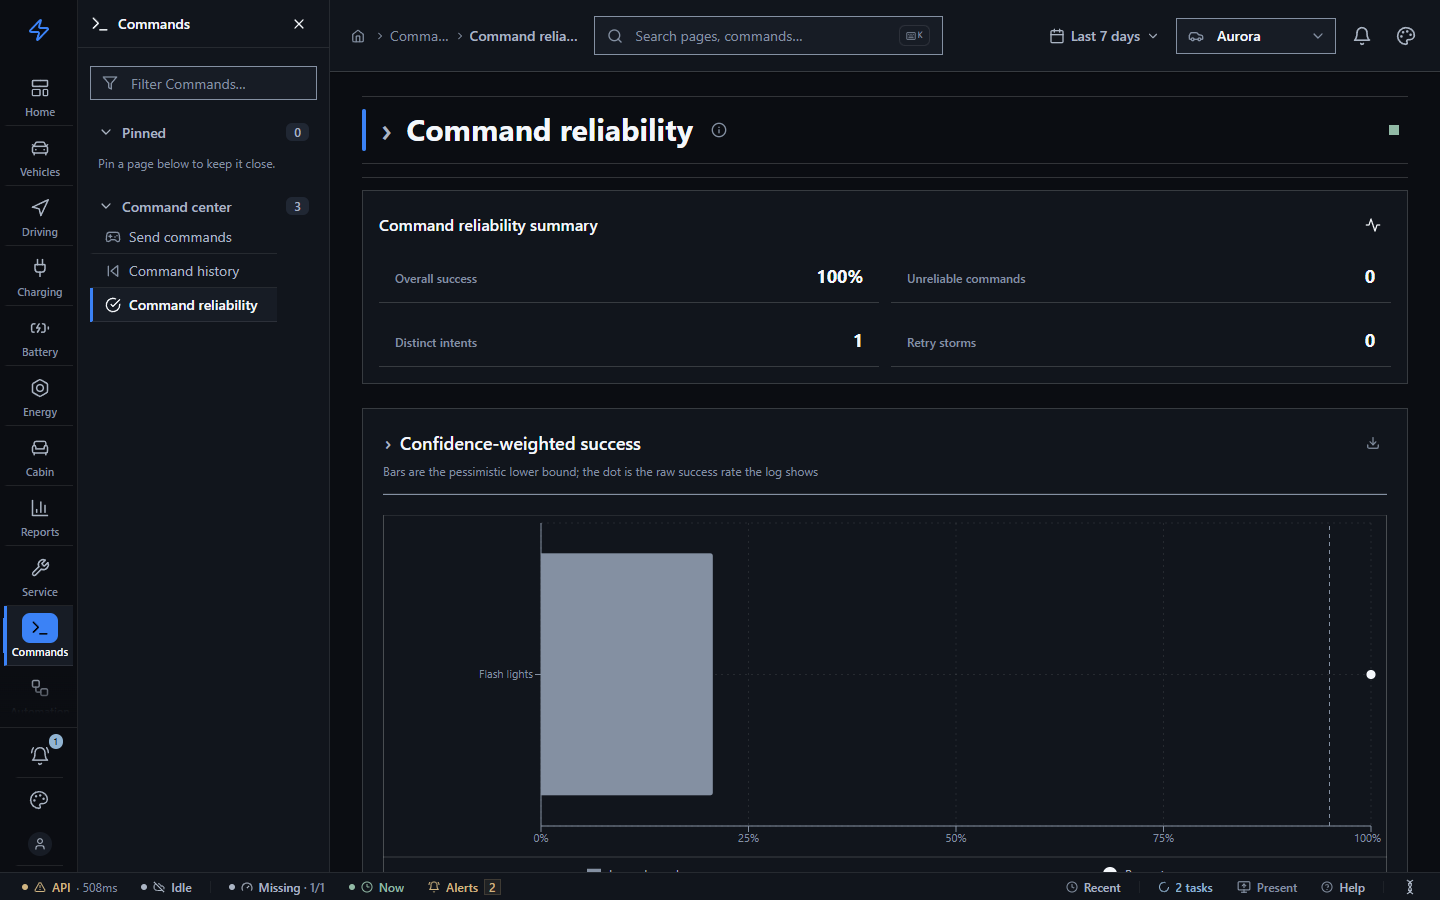 Commands
Comma...
Command relia...
Search pages, commands...
K
Last 7 days
Aurora
Home
Vehicles
Driving
Charging
Battery
Energy
Cabin
Reports
Service
Commands
1
Filter Commands...
Pinned
0
Pin a page below to keep it close.
Command center
3
Send commands
Command history
Command reliability
Command reliability
Command reliability summary
Overall success
100%
Unreliable commands
0
Distinct intents
1
Retry storms
0
Confidence-weighted success
Bars are the pessimistic lower bound; the dot is the raw success rate the log shows
Flash lights
0%
25%
50%
75%
100%
API · 508ms
Idle
Missing · 1/1
Now
Alerts 2
Recent
2 tasks
Present
Help